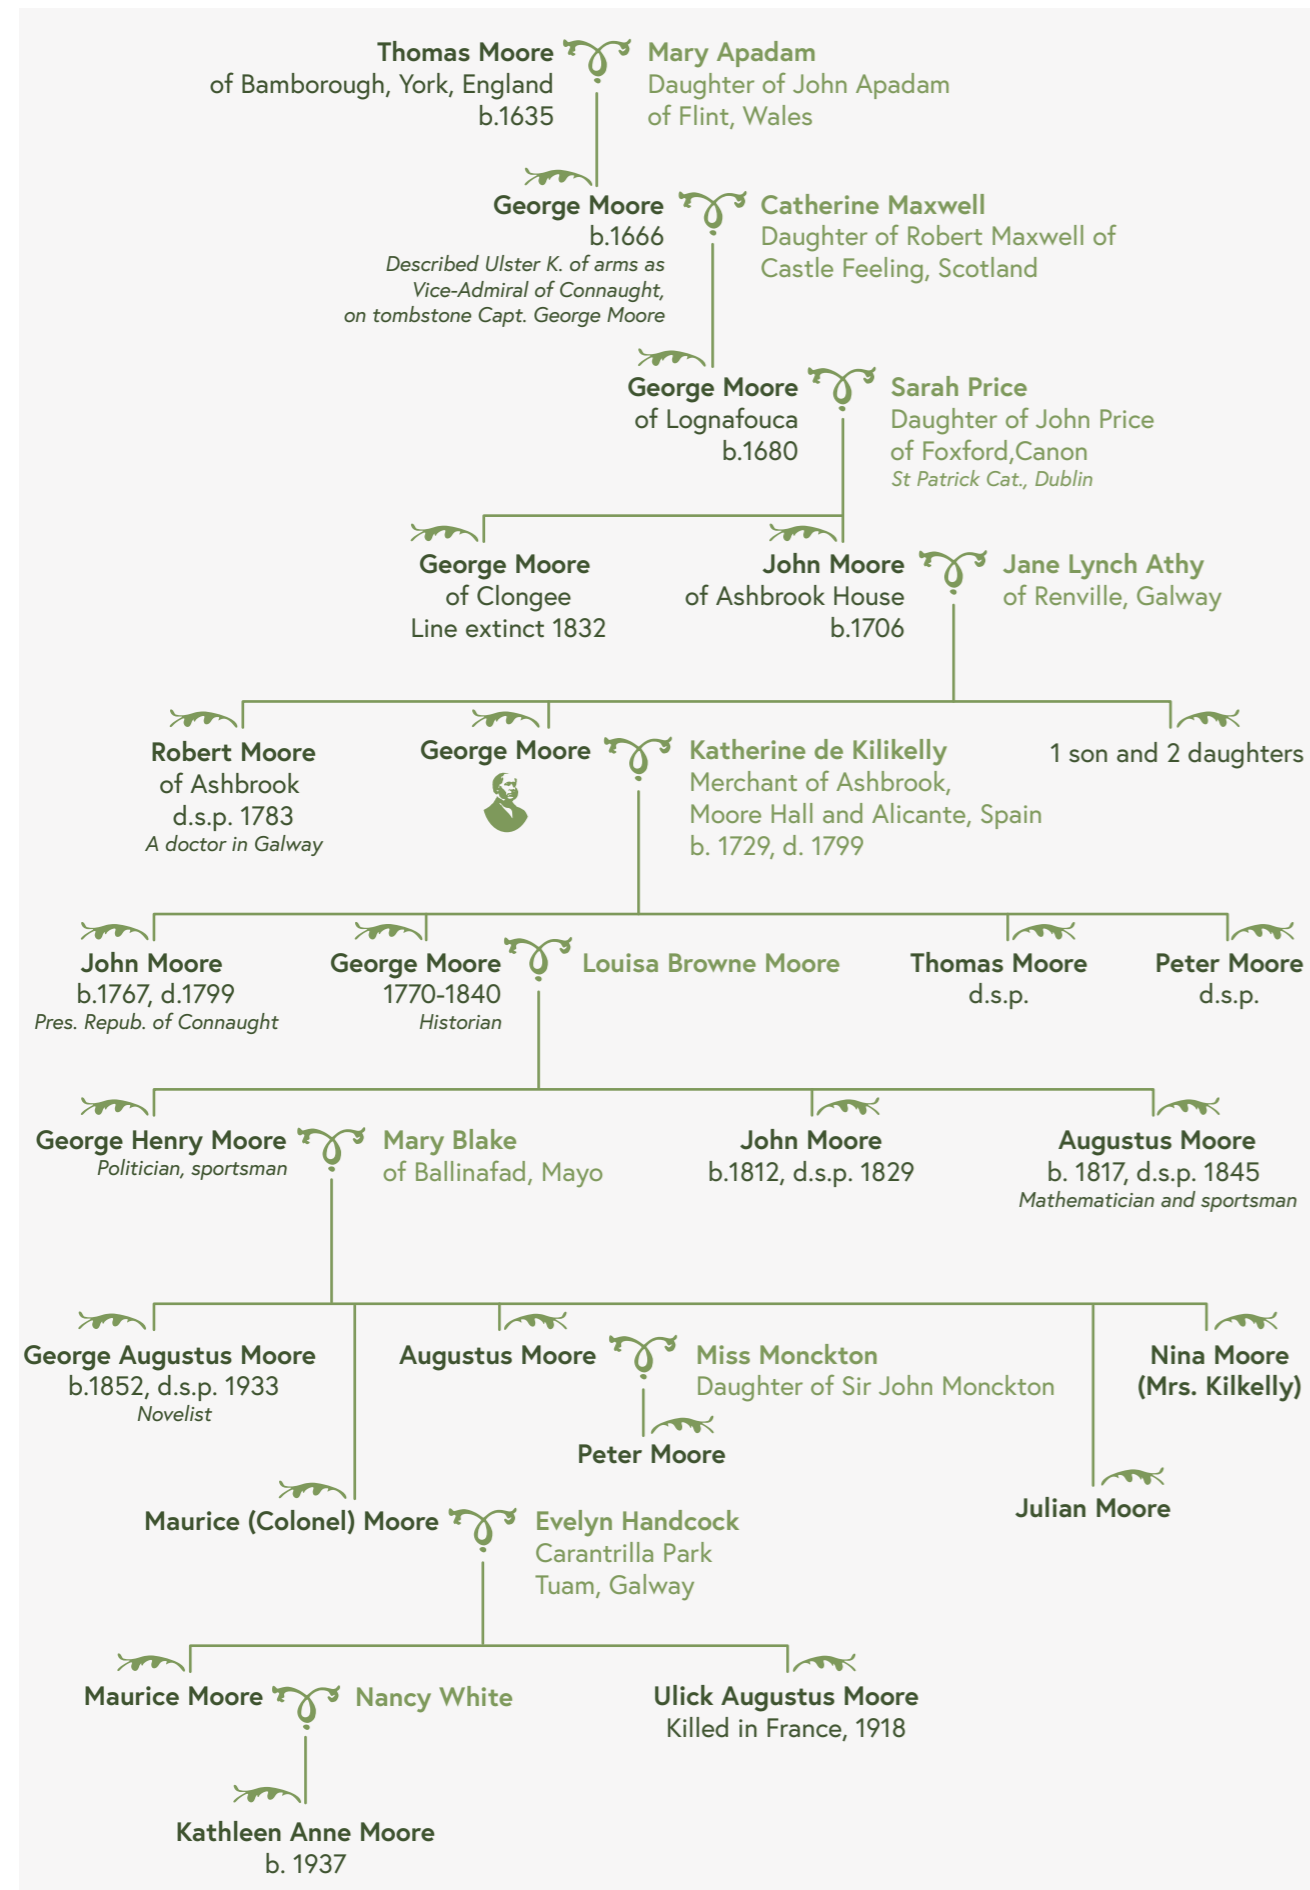 Thomas Moore
of Bamborough, York, England
b.1635
Mary Apadam
Daughter of John Apadam
of Flint, Wales
George Moore
b.1666
Described Ulster K. of arms as
Vice-Admiral of Connaught,
on tombstone Capt. George Moore
Catherine Maxwell
Daughter of Robert Maxwell of
Castle Feeling, Scotland
George Moore
of Lognafouca
b.1680
Sarah Price
Daughter of John Price
of Foxford,Canon
St Patrick Cat., Dublin
George Moore
of Clongee
Line extinct 1832
John Moore
of Ashbrook House
b.1706
Jane Lynch Athy
of Renville, Galway
Robert Moore
of Ashbrook
d.s.p. 1783
A doctor in Galway
George Moore
Katherine de Kilikelly
Merchant of Ashbrook,
Moore Hall and Alicante, Spain
b. 1729, d. 1799
1 son and 2 daughters
John Moore
b.1767, d.1799
Pres. Repub. of Connaught
George Moore
1770-1840
Historian
Louisa Browne Moore
Thomas Moore
d.s.p.
Peter Moore
d.s.p.
George Henry Moore
Politician, sportsman
Mary Blake
of Ballinafad, Mayo
John Moore
b.1812, d.s.p. 1829
Augustus Moore
b. 1817, d.s.p. 1845
Mathematician and sportsman
George Augustus Moore
b.1852, d.s.p. 1933
Novelist
Augustus Moore
Miss Monckton
Daughter of Sir John Monckton
Nina Moore
(Mrs. Kilkelly)
Peter Moore
Maurice (Colonel) Moore
Evelyn Handcock
Carantrilla Park
Tuam, Galway
Julian Moore
Maurice Moore
Nancy White
Ulick Augustus Moore
Killed in France, 1918
Kathleen Anne Moore
b. 1937